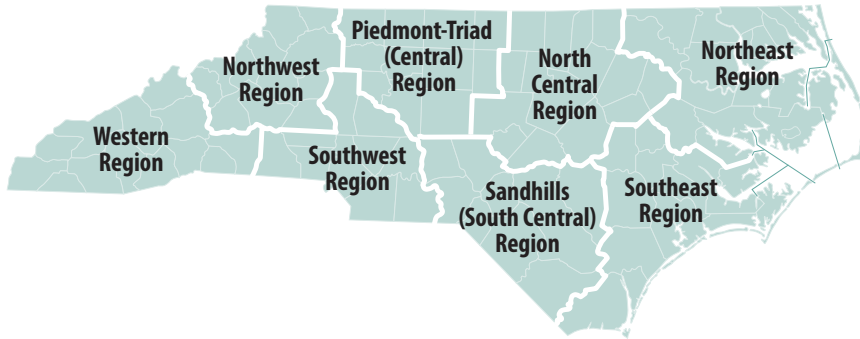 Piedmont-Triad
(Central)
Region
Northwest
Region
North
Central
Region
Northeast
Region
Western
Region
Southwest
Region
Sandhills
(South Central)
Region
Southeast
Region